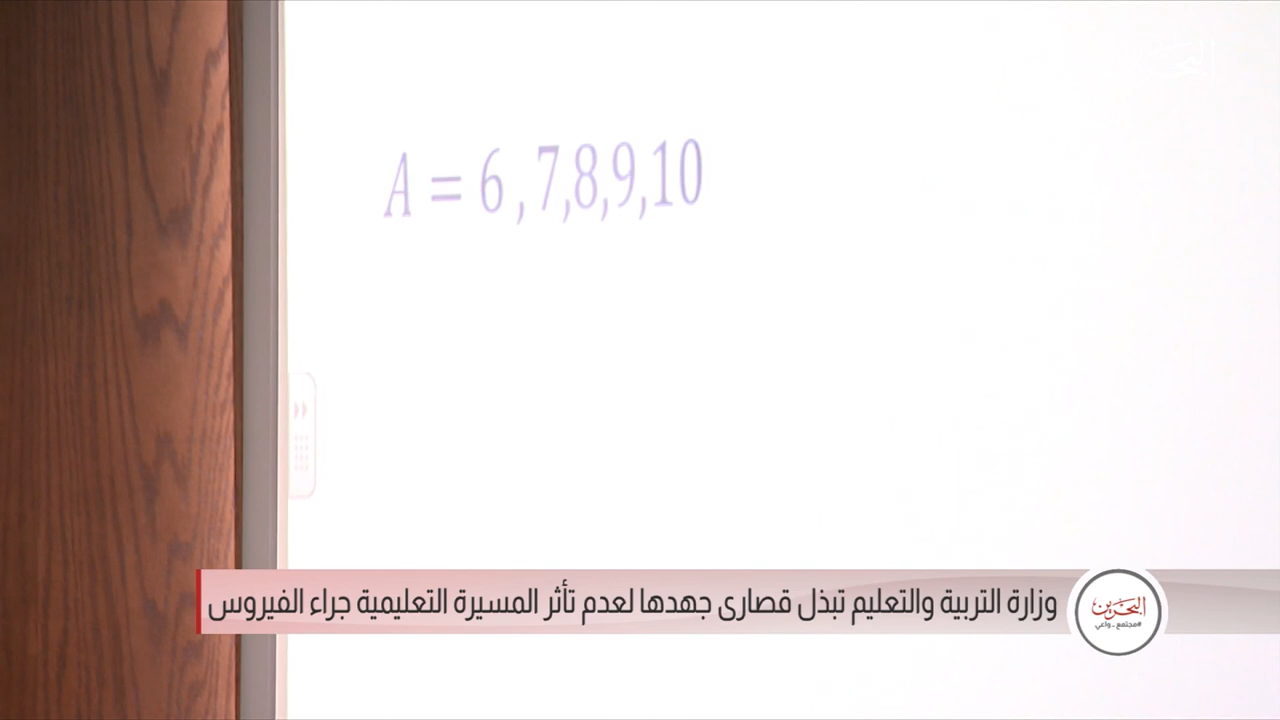 البحرين
A = 6 , 7,8,9,10
وزارة التربية والتعليم تبذل قصارى جهدها لعدم تأثر المسيرة التعليمية جراء الفيروس
البحرين
#مجتمع_واعي